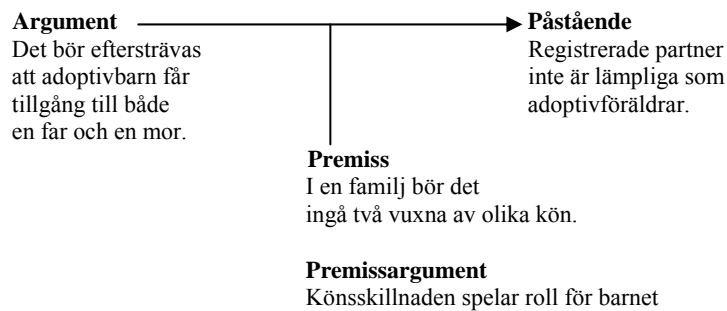 Argument
Det bör eftersträvas
att adoptivbarn får
tillgång till både
en far och en mor.
Påstående
Registrerade partner
inte är lämpliga som
adoptivföräldrar.
Premiss
I en familj bör det
ingå två vuxna av olika kön.
Premissargument
Könsskillnaden spelar roll för barnet